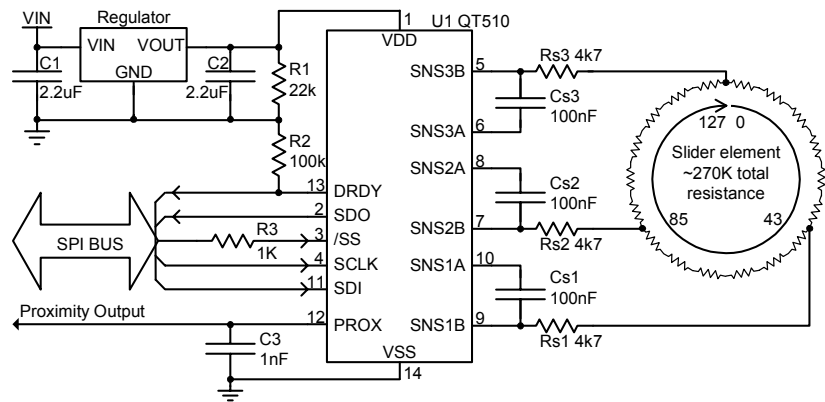 VIN
Regulator
VIN
VOUT
GND
C1
2.2uF
C2
2.2uF
R1
22k
R2
100k
U1 QT510
1
VDD
SNS3B
5
Rs3 4k7
Cs3
100nF
SNS3A
6
SNS2A
8
Cs2
100nF
SNS2B
7
Rs2 4k7
SNS1A
10
Cs1
100nF
SNS1B
9
Rs1 4k7
127 0
Slider element
~270K total
resistance
85
43
13
DRDY
2
SDO
R3
1K
3
/SS
4
SCLK
11
SDI
SPI BUS
Proximity Output
12
PROX
C3
1nF
VSS
14